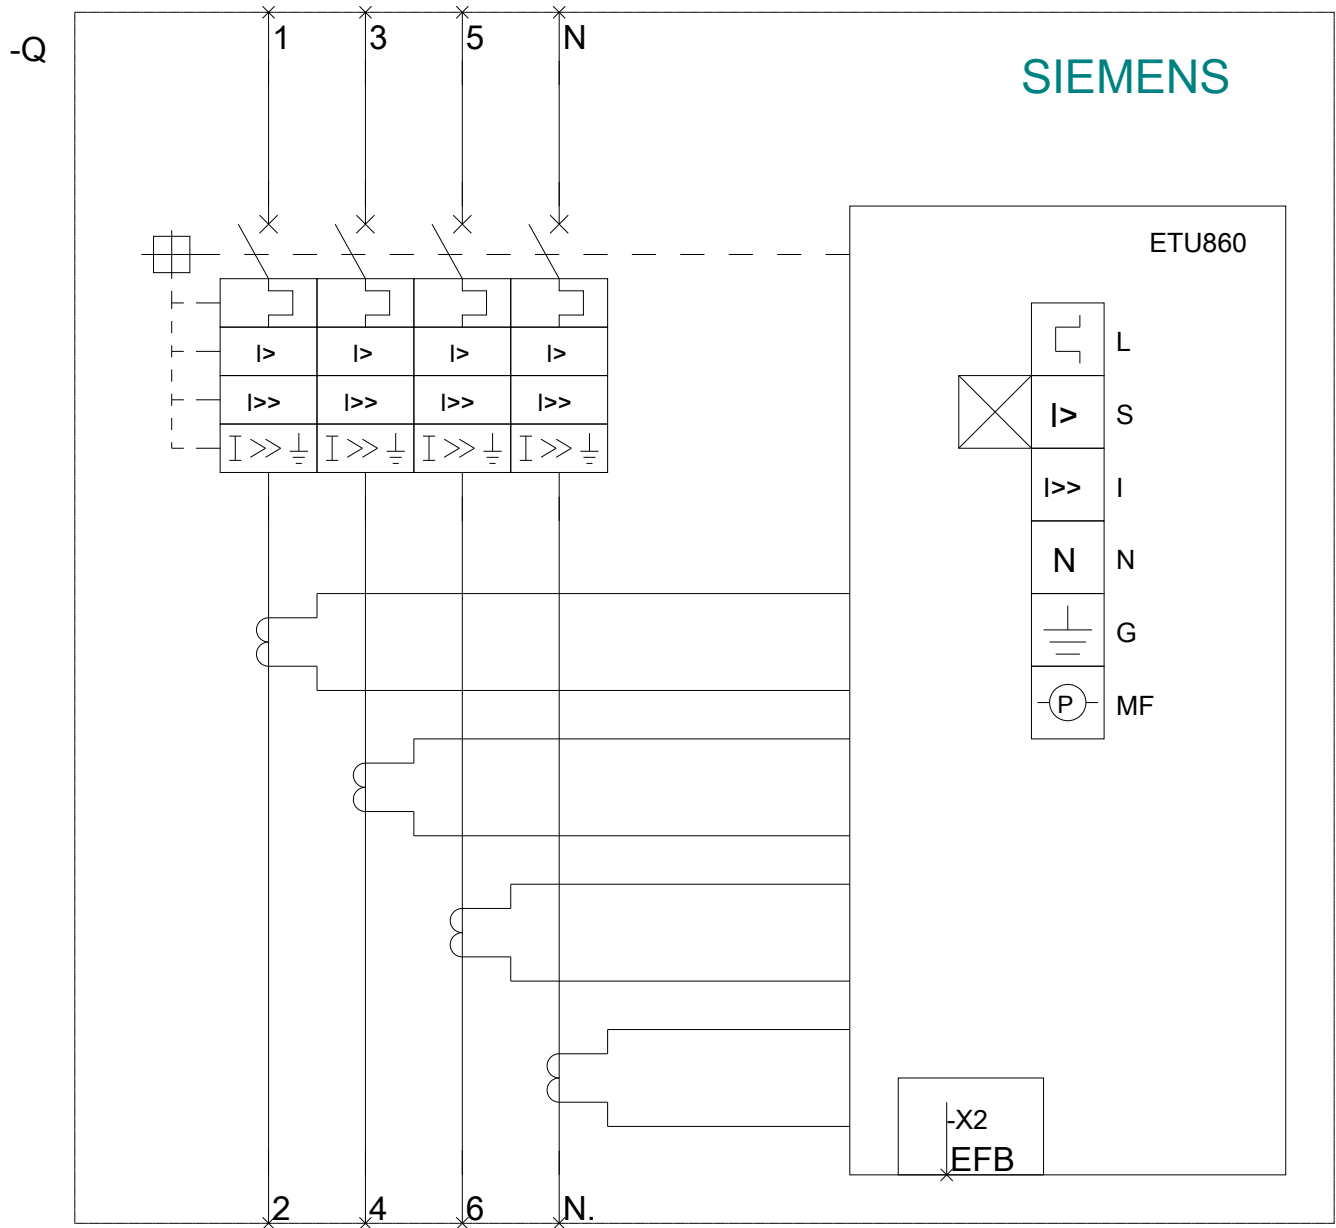 1 3 5 N
-Q
SIEMENS
ETU860
I> I> I> I>
I>> I>> I>> I>>
I >> I >> I >> I >>
L
I> S
I>> I
N N
G
P MF
-X2
EFB
2 4 6 N.